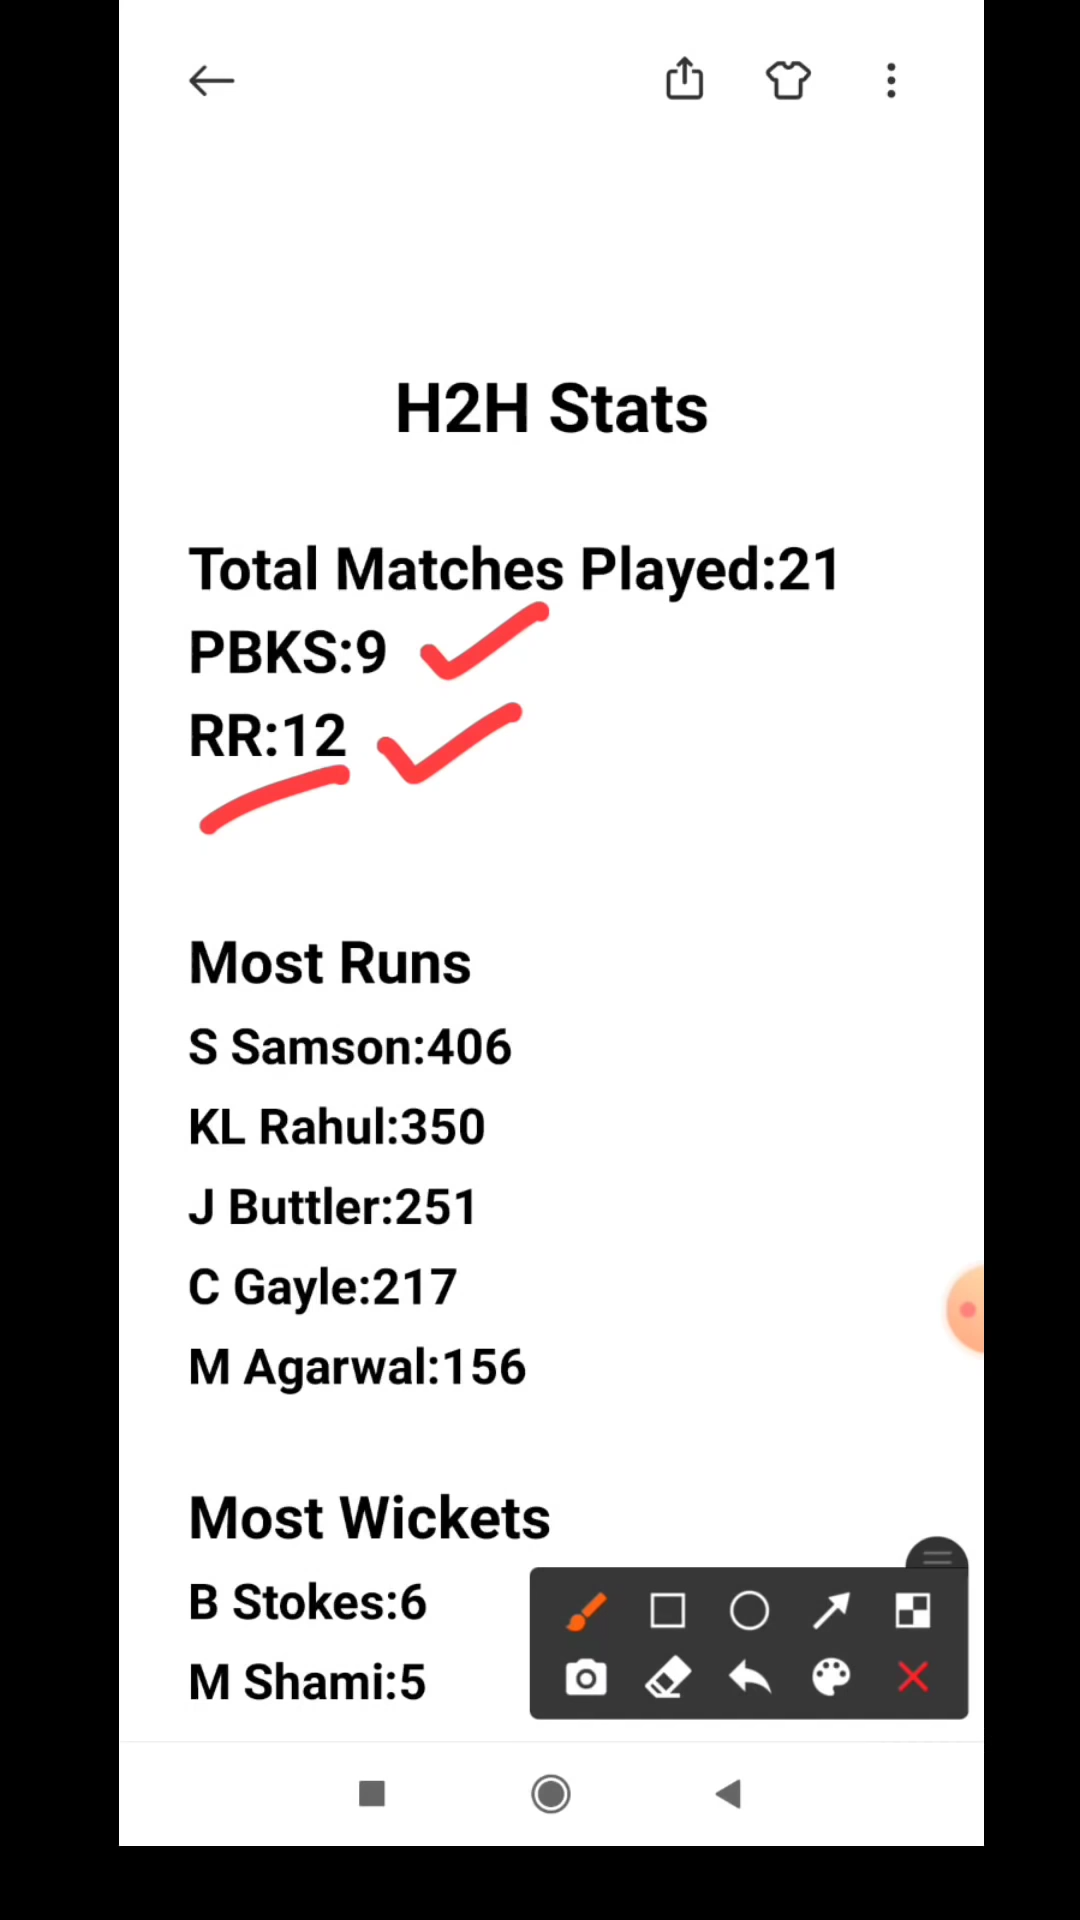 H2H Stats
Total Matches Played:21
PBKS:9
RR:12
Most Runs
S Samson:406
KL Rahul:350
J Buttler:251
C Gayle:217
M Agarwal:156
Most Wickets
B Stokes:6
M Shami:5